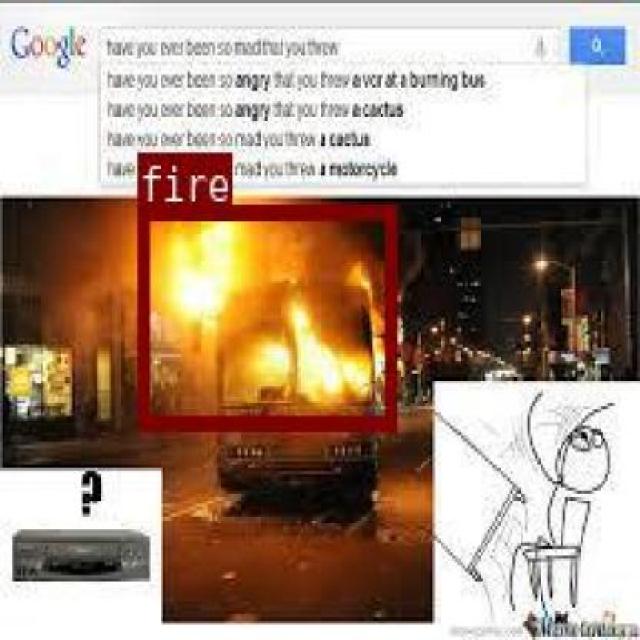 Google
have you ever been so mad that you threw
have you ever been so angry that you threw a vcr at a burning bus
have you ever been so angry that you threw a cactus
have you ever been so mad you threw a cactus
have mad you threw a motorcycle
fire
?